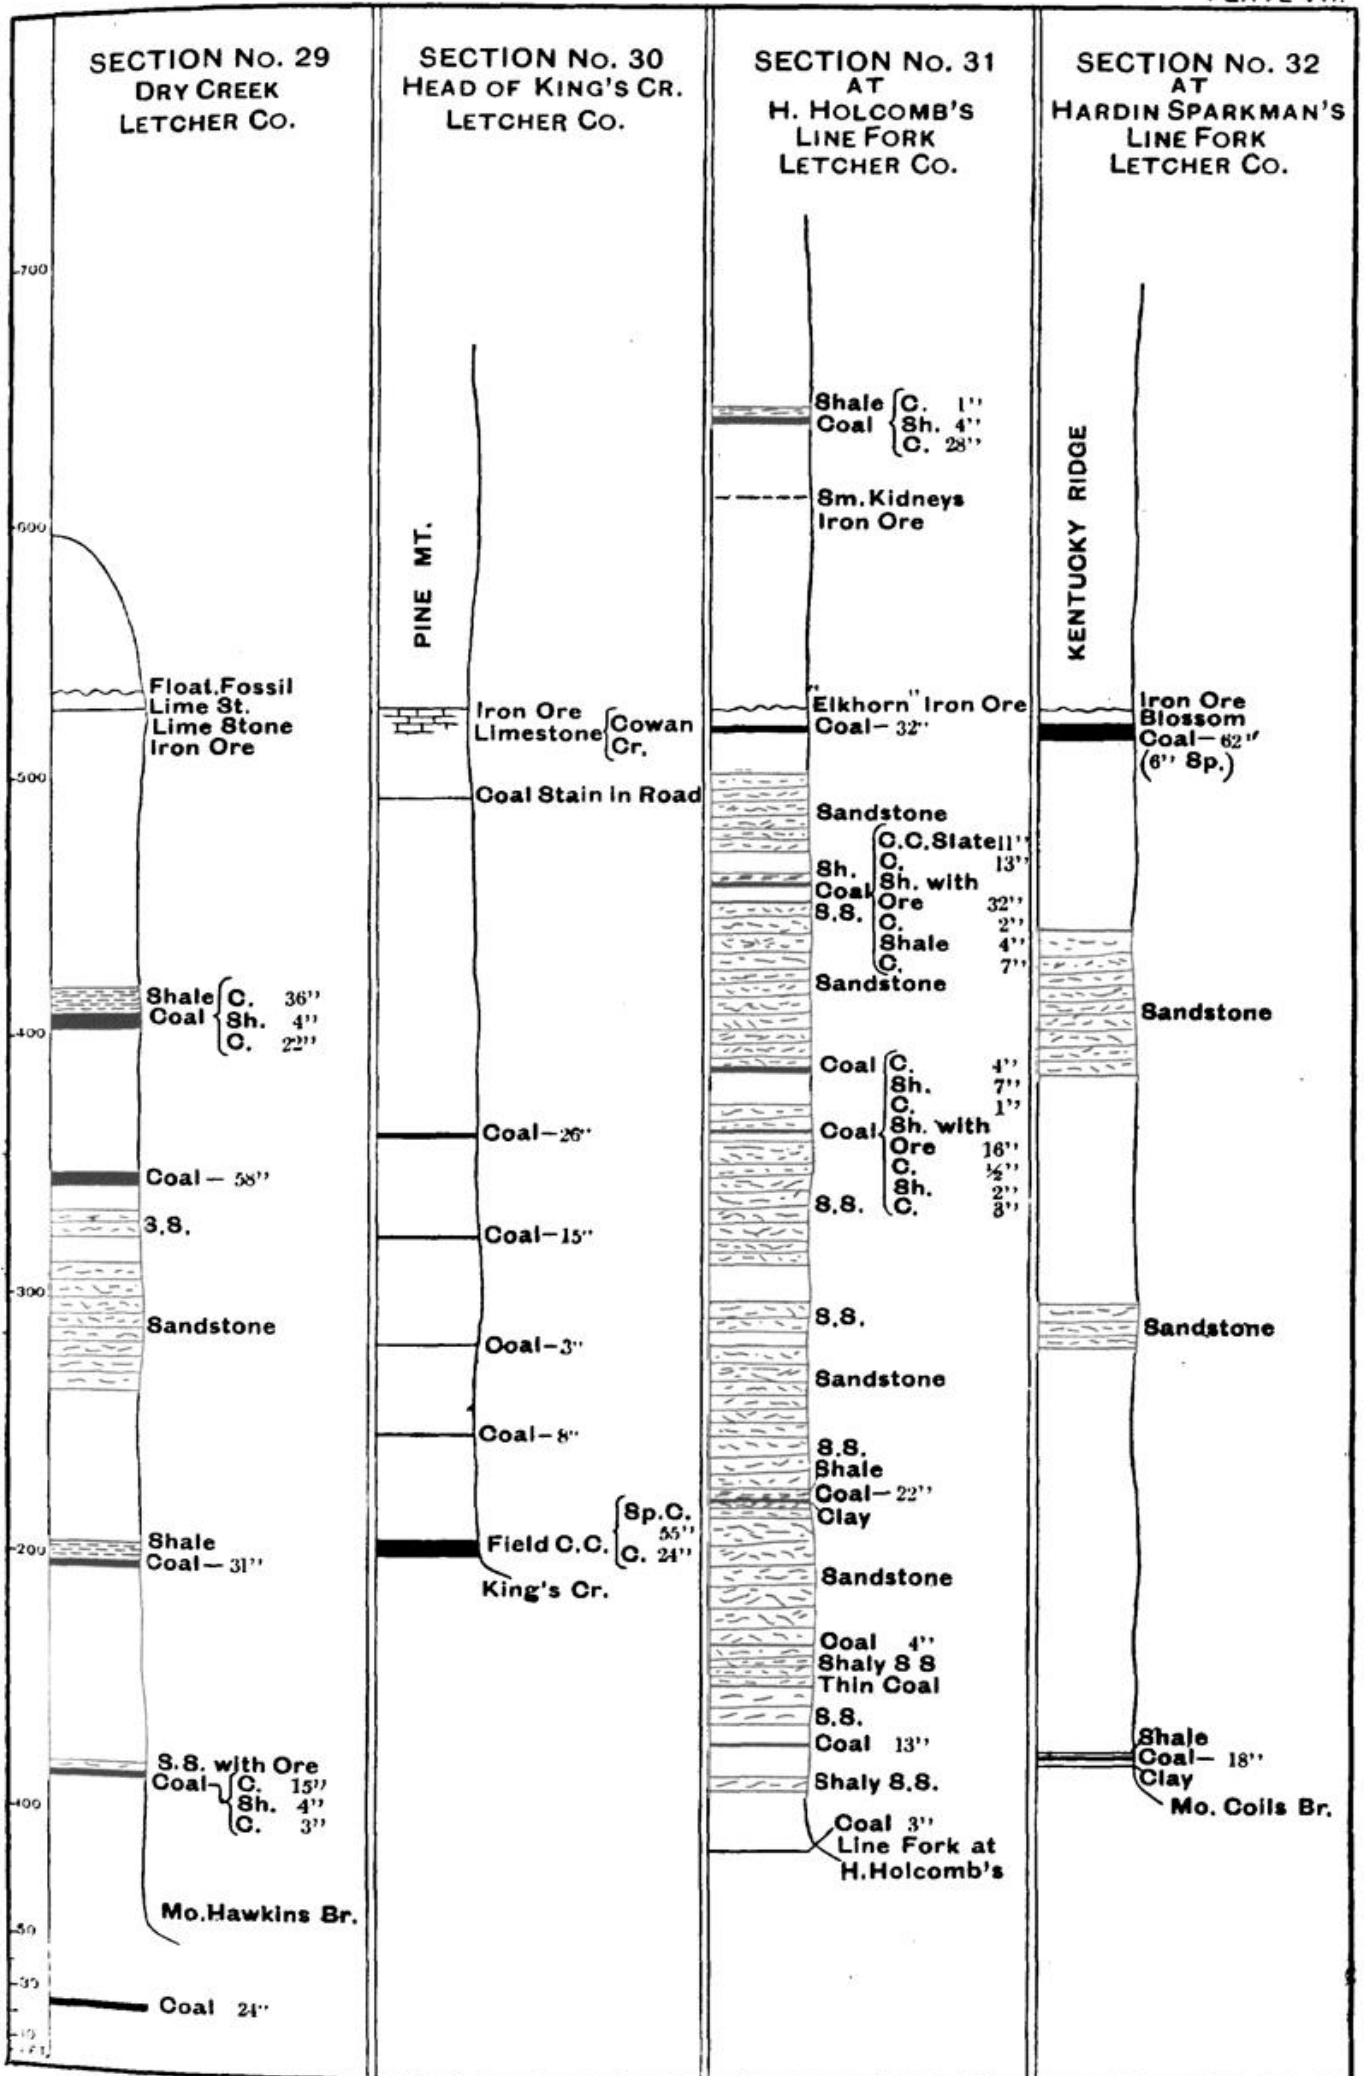 SECTION No. 29
DRY CREEK
LETCHER CO.
700
600
500
400
300
200
100
50
30
10
Float.Fossil
Lime St.
Lime Stone
Iron Ore
Shale {C. 36"
Coal {Sh. 4"
{C. 22"
Coal – 58"
S.S.
Sandstone
Shale
Coal – 31"
S.S. with Ore
Coal {C. 15"
{Sh. 4"
{C. 3"
Mo.Hawkins Br.
Coal 24"
SECTION No. 30
HEAD OF KING'S CR.
LETCHER CO.
PINE MT.
Iron Ore
Limestone {Cowan
Cr.
Coal Stain in Road
Coal – 26"
Coal – 15"
Coal – 3"
Coal – 8"
Field C.C. {Sp.C.
55"
C. 24"
King's Cr.
SECTION No. 31
AT
H. HOLCOMB'S
LINE FORK
LETCHER CO.
Shale {C. 1"
Coal {Sh. 4"
{C. 28"
Sm.Kidneys
Iron Ore
"Elkhorn" Iron Ore
Coal – 32"
Sandstone
{C.C.Slate 11"
Sh. {C. 13"
Coal {Sh. with
S.S. {Ore 32"
{C. 2"
{Shale 4"
{C. 7"
Sandstone
Coal {C. 4"
{Sh. 7"
{C. 1"
Coal {Sh. with
{Ore 16"
{C. ½"
{Sh. 2"
S.S. {C. 3"
S.S.
Sandstone
S.S.
Shale
Coal – 22"
Clay
Sandstone
Coal 4"
Shaly S S
Thin Coal
S.S.
Coal 13"
Shaly S.S.
Coal 3"
Line Fork at
H.Holcomb's
SECTION No. 32
AT
HARDIN SPARKMAN'S
LINE FORK
LETCHER CO.
KENTUCKY RIDGE
Iron Ore
Blossom
Coal – 62"
(6" Sp.)
Sandstone
Sandstone
Shale
Coal – 18"
Clay
Mo. Coils Br.